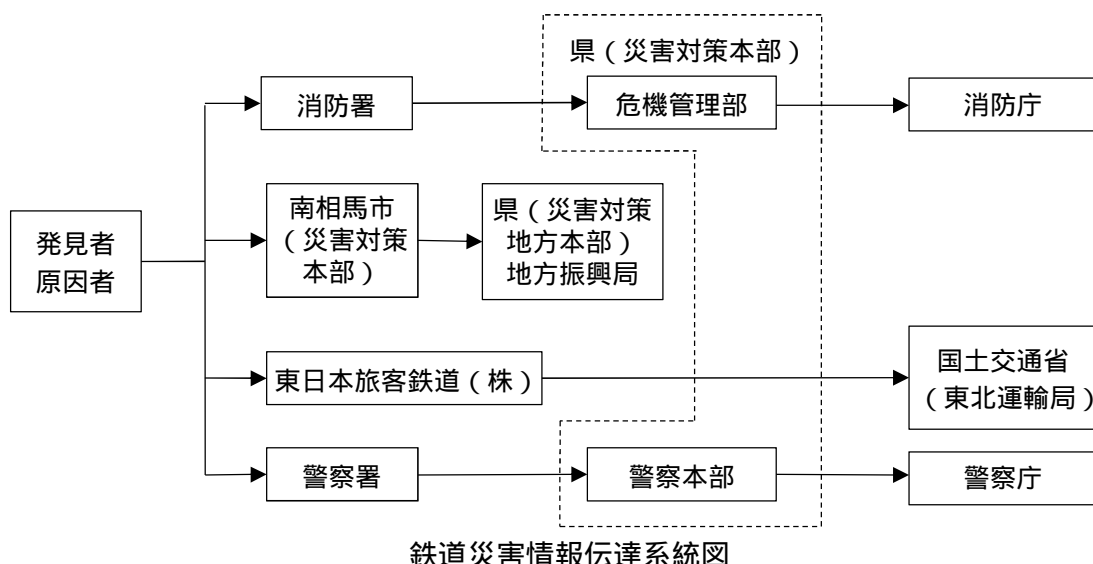 県（災害対策本部）
消防署
危機管理部
消防庁
発見者
原因者
南相馬市
（災害対策
本部）
県（災害対策
地方本部）
地方振興局
東日本旅客鉄道（株）
国土交通省
（東北運輸局）
警察署
警察本部
警察庁
鉄道災害情報伝達系統図